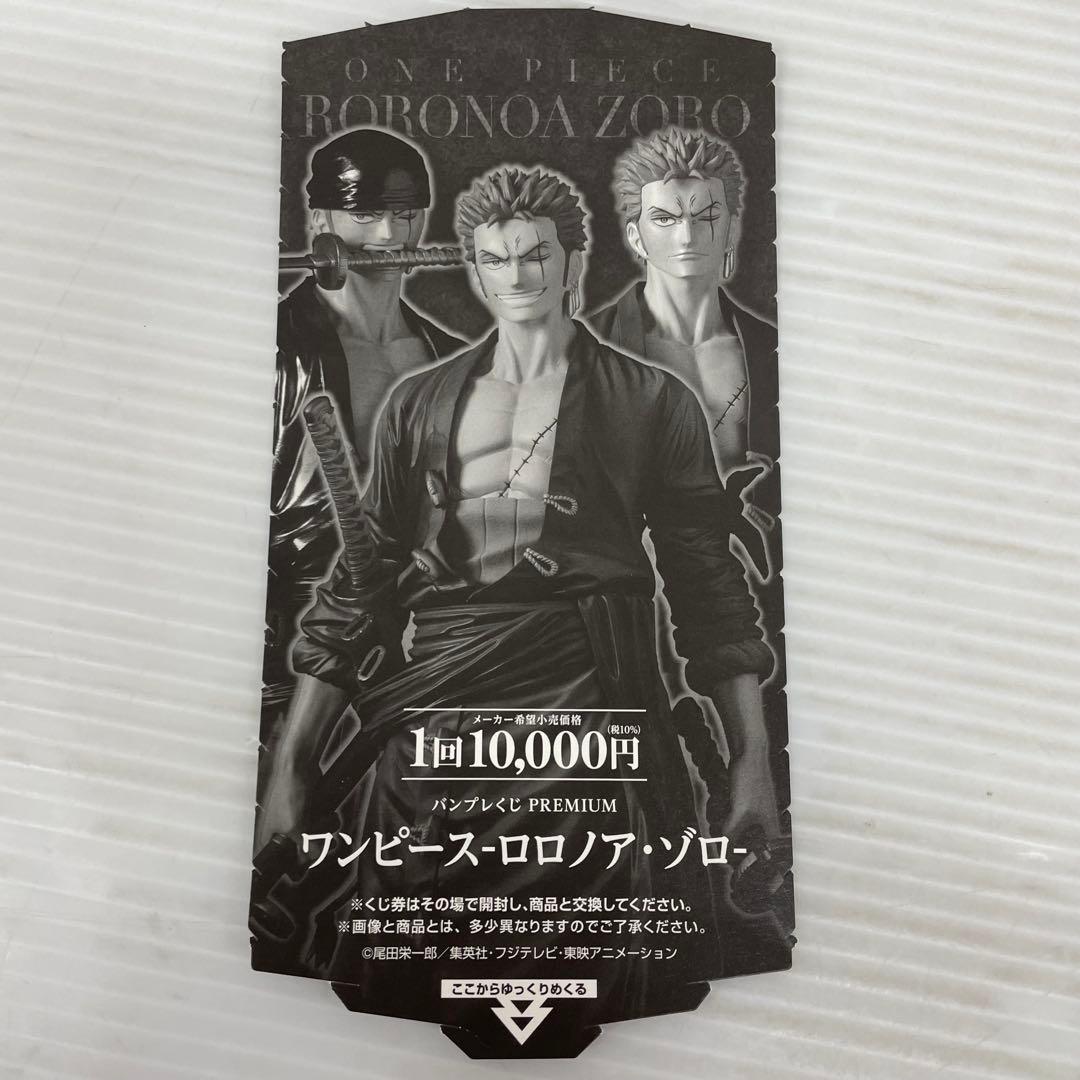 ONE PIECE
RORONOA ZORO
メーカー希望小売価格
1回10,000円(税10%)
バンプレくじ PREMIUM
ワンピース-ロロノア・ゾロ-
※くじ券はその場で開封し、商品と交換してください。
※画像と商品とは、多少異なりますのでご了承ください。
©尾田栄一郎/集英社・フジテレビ・東映アニメーション
ここからゆっくりめくる